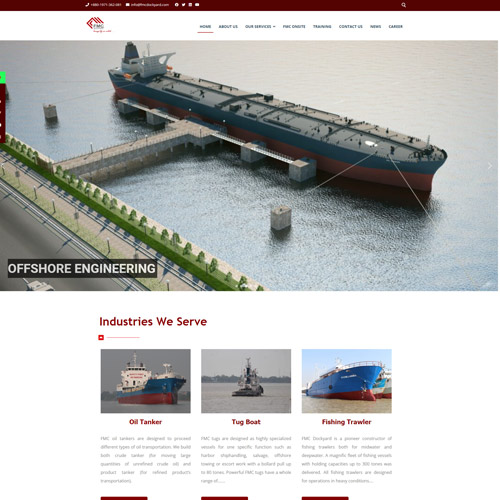 +880-1971-382-081 info@fmcdockyard.com
FMC
HOME ABOUT US OUR SERVICES FMC ONSITE TRAINING CONTACT US NEWS CAREER
OFFSHORE ENGINEERING
Industries We Serve
Oil Tanker Tug Boat Fishing Trawler
FMC oil tankers are designed to proceed
different types of oil transportation. We build
both crude tanker (for moving large
quantities of unrefined crude oil) and
product tanker (for refined product's
transportation).
FMC tugs are designed as highly specialized
vessels for one specific function such as
harbor shiphandling, salvage, offshore
towing or escort work with a bollard pull up
to 80 tones. Powerful FMC tugs have a whole
range of......
FMC Dockyard is a pioneer constructor of
fishing trawlers both for midwater and
deepwater. A magnific fleet of fishing vessels
with holding capacities up to 300 tones was
delivered. All fishing trawlers are designed
for operations in heavy conditions....